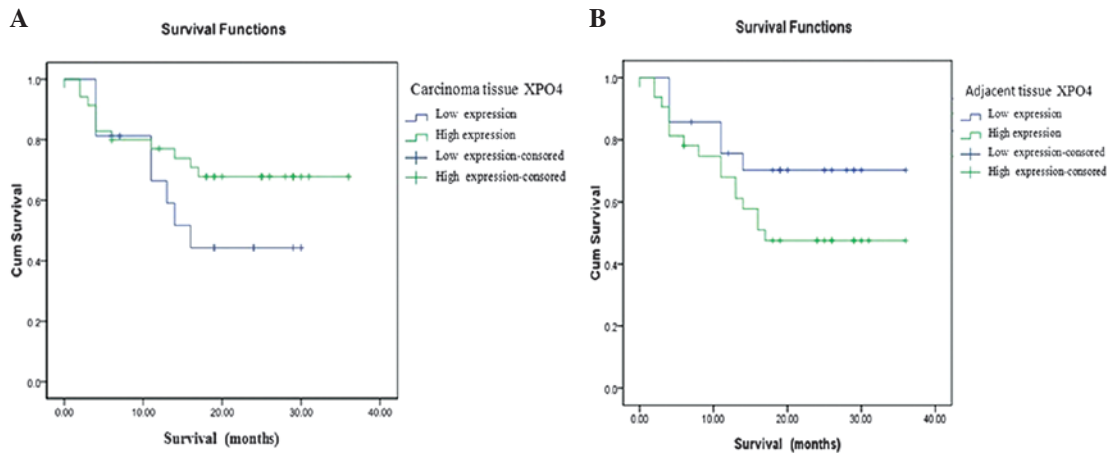 A
Survival Functions
Cum Survival
1.0
0.8
0.6
0.4
0.2
0.0
0.00
10.00
20.00
30.00
40.00
Survival (months)
Carcinoma tissue XPO4
Low expression
High expression
Low expression-consored
High expression-consored
B
Survival Functions
Cum Survival
1.0
0.8
0.6
0.4
0.2
0.0
0.00
10.00
20.00
30.00
40.00
Survival (months)
Adjacent tissue XPO4
Low expression
High expression
Low expression-consored
High expression-consored